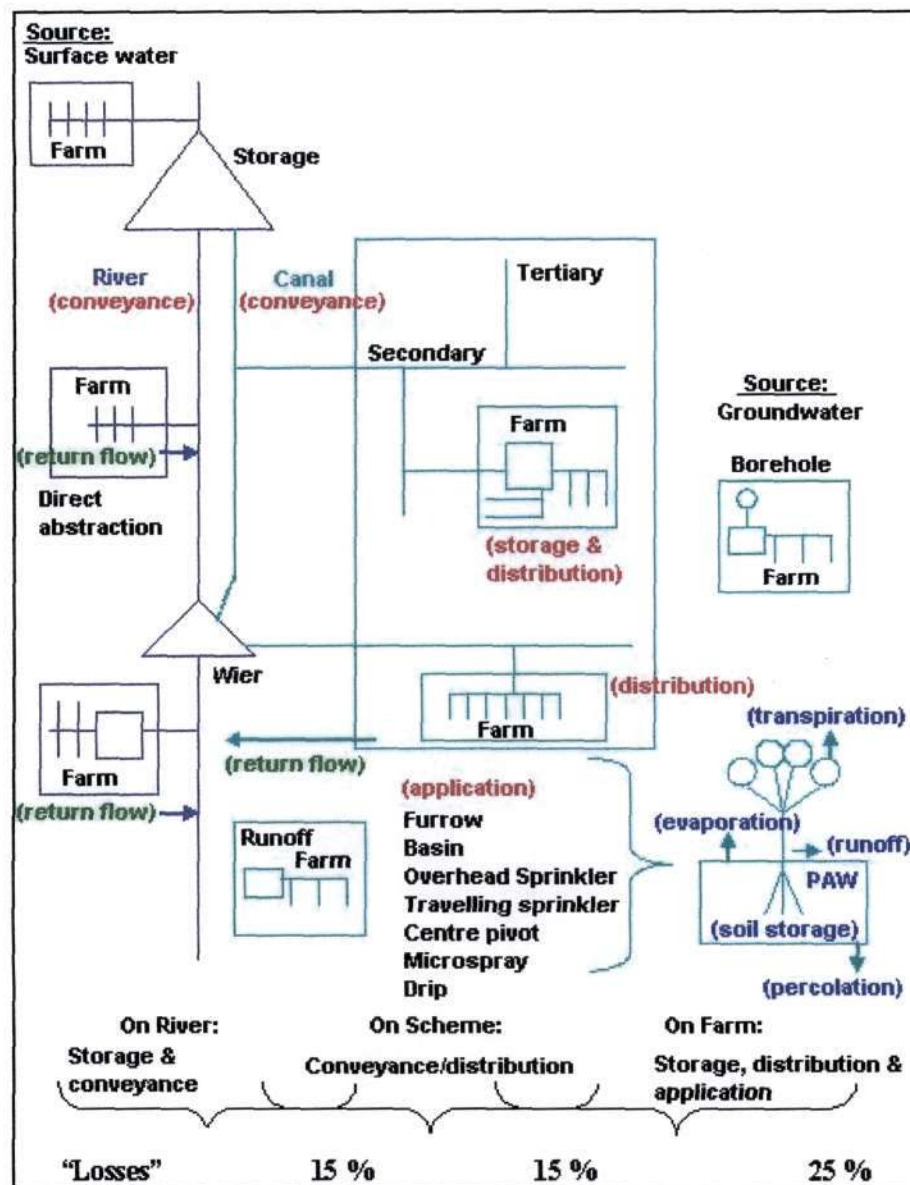 Source:
Surface water
Farm
Storage
River
(conveyance)
Canal
(conveyance)
Tertiary
Secondary
Farm
(return flow)
Direct
abstraction
Farm
(storage &
distribution)
Source:
Groundwater
Borehole
Farm
Wier
(distribution)
Farm
Farm
(return flow)
(return flow)
Runoff
Farm
(application)
Furrow
Basin
Overhead Sprinkler
Travelling sprinkler
Centre pivot
Microspray
Drip
(transpiration)
(evaporation)
(runoff)
PAW
(soil storage)
(percolation)
On River:
Storage &
conveyance
On Scheme:
Conveyance/distribution
On Farm:
Storage, distribution &
application
"Losses" 15 % 15 % 25 %